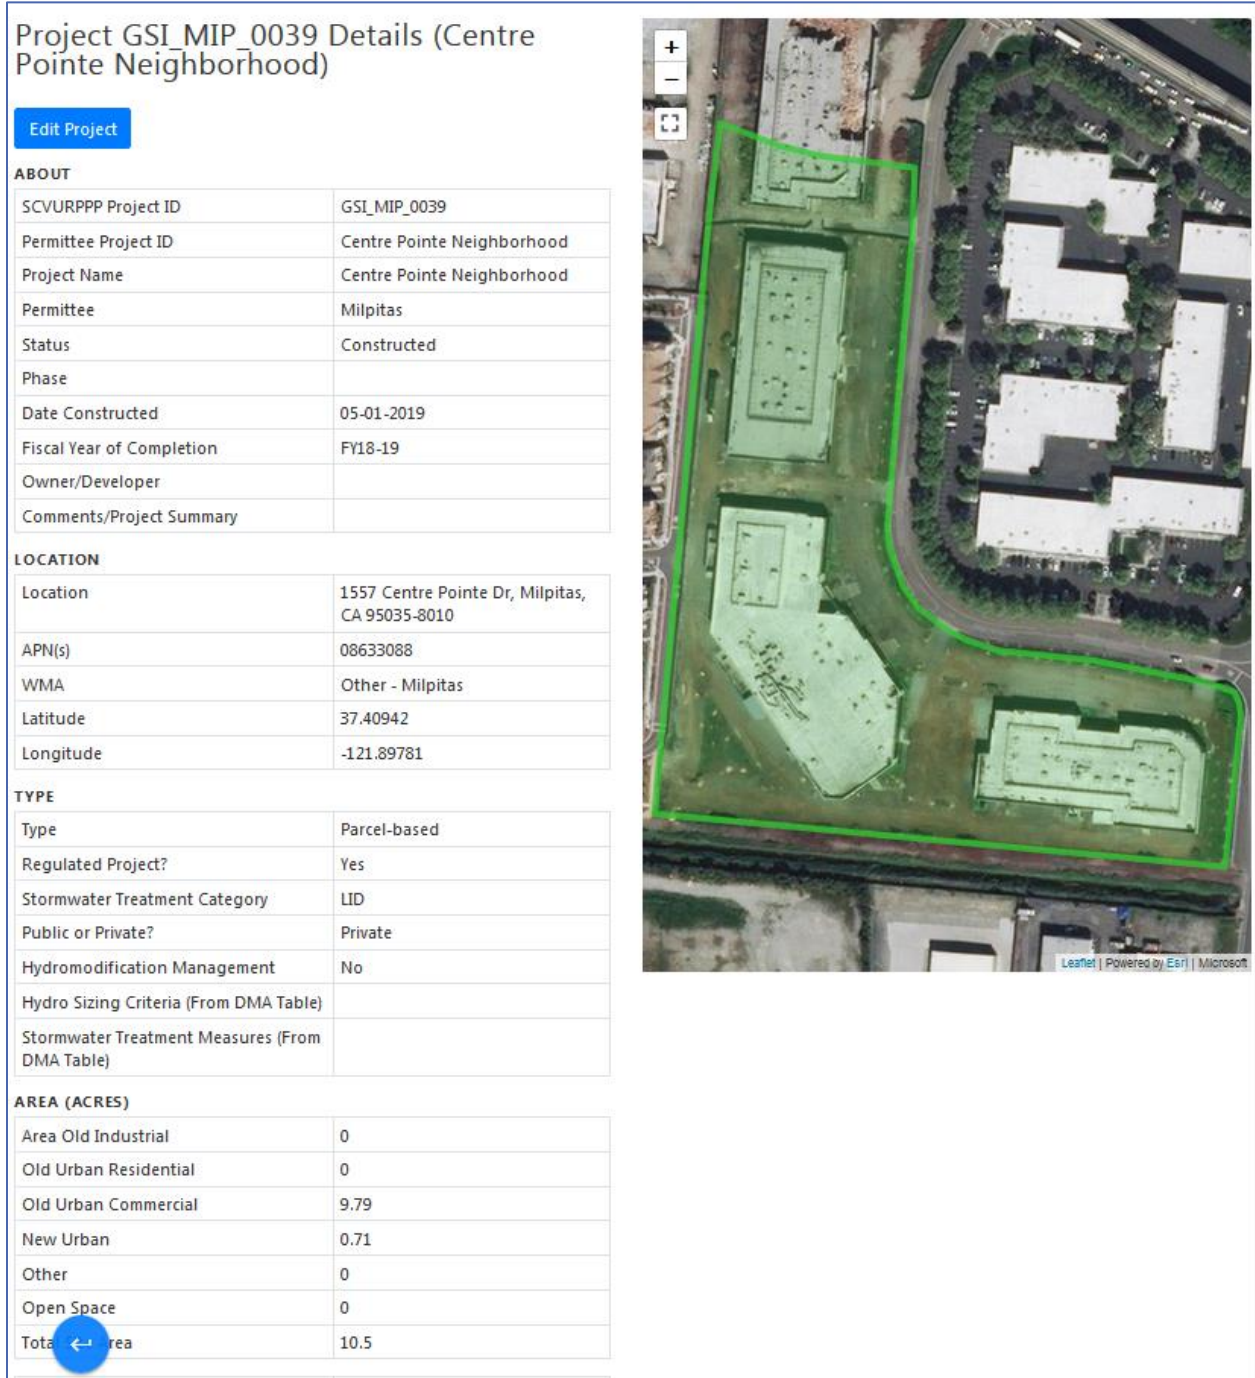 Project GSI_MIP_0039 Details (Centre
Pointe Neighborhood)
Edit Project
ABOUT
SCVURPPP Project ID GSI_MIP_0039
Permittee Project ID Centre Pointe Neighborhood
Project Name Centre Pointe Neighborhood
Permittee Milpitas
Status Constructed
Phase
Date Constructed 05-01-2019
Fiscal Year of Completion FY18-19
Owner/Developer
Comments/Project Summary
LOCATION
Location 1557 Centre Pointe Dr, Milpitas,
CA 95035-8010
APN(s) 08633088
WMA Other - Milpitas
Latitude 37.40942
Longitude -121.89781
TYPE
Type Parcel-based
Regulated Project? Yes
Stormwater Treatment Category LID
Public or Private? Private
Hydromodification Management No
Hydro Sizing Criteria (From DMA Table)
Stormwater Treatment Measures (From
DMA Table)
AREA (ACRES)
Area Old Industrial 0
Old Urban Residential 0
Old Urban Commercial 9.79
New Urban 0.71
Other 0
Open Space 0
Total rea 10.5
+
−
Leaflet | Powered by Esri | Microsoft